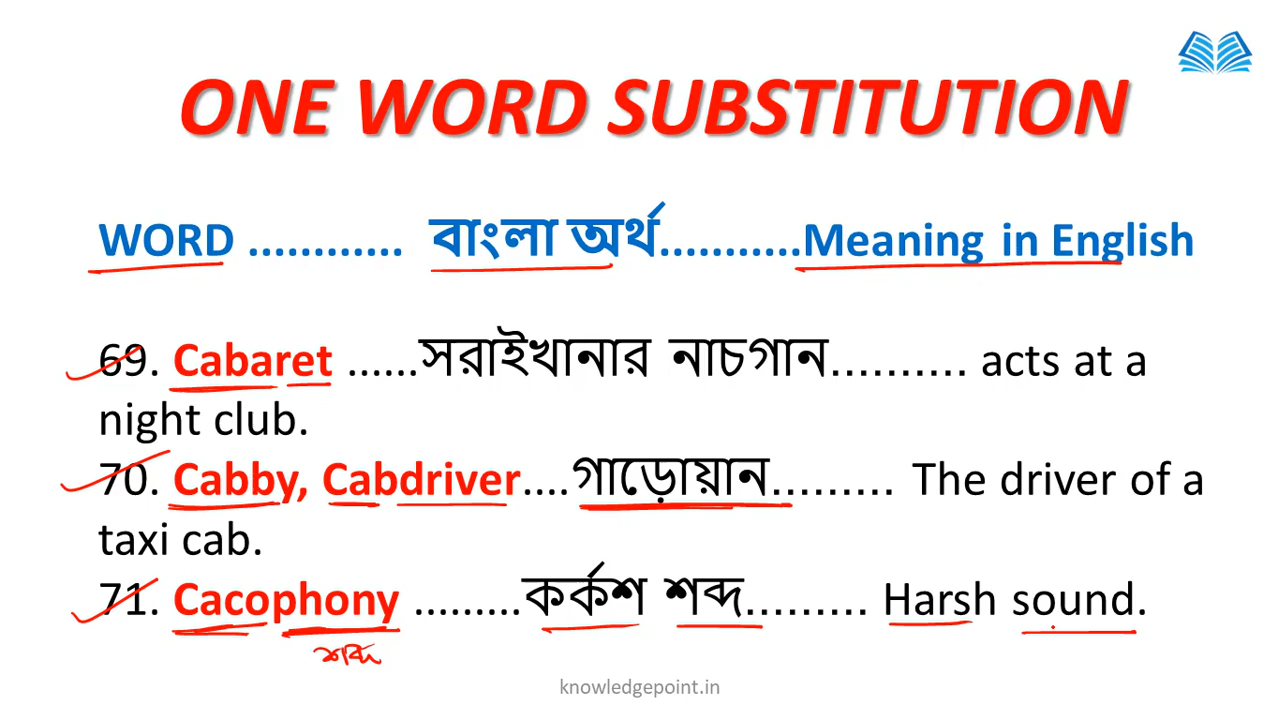 ONE WORD SUBSTITUTION
WORD ............ বাংলা অর্থ...........Meaning in English
69. Cabaret ......সরাইখানার নাচগান.......... acts at a
night club.
70. Cabby, Cabdriver....গাড়োয়ান......... The driver of a
taxi cab.
71. Cacophony .........কর্কশ শব্দ......... Harsh sound.
শব্দ
knowledgepoint.in